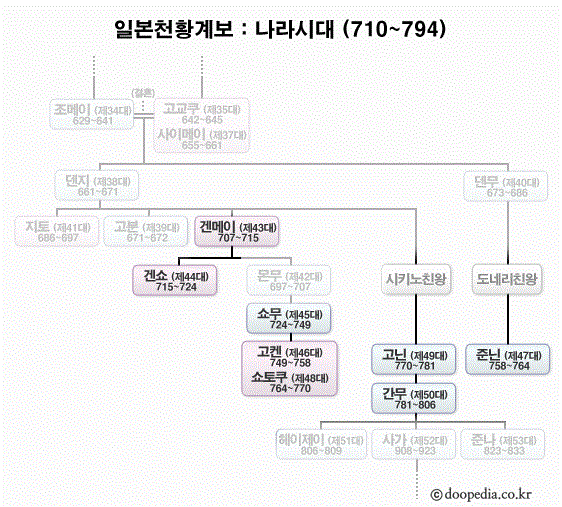 일본천황계보 : 나라시대 (710~794)
(결혼)
조메이 (제34대)
629~641
고교쿠 (제35대)
642~645
사이메이 (제37대)
655~661
덴지 (제38대)
661~671
덴무 (제40대)
673~686
지토 (제41대)
686~697
고분 (제39대)
671~672
겐메이 (제43대)
707~715
겐쇼 (제44대)
715~724
몬무 (제42대)
697~707
시키노친왕
도네리친왕
쇼무 (제45대)
724~749
고켄 (제46대)
749~758
쇼토쿠 (제48대)
764~770
고닌 (제49대)
770~781
준닌 (제47대)
758~764
간무 (제50대)
781~806
헤이제이 (제51대)
806~809
사가 (제52대)
908~923
준나 (제53대)
823~833
ⓒ doopedia.co.kr